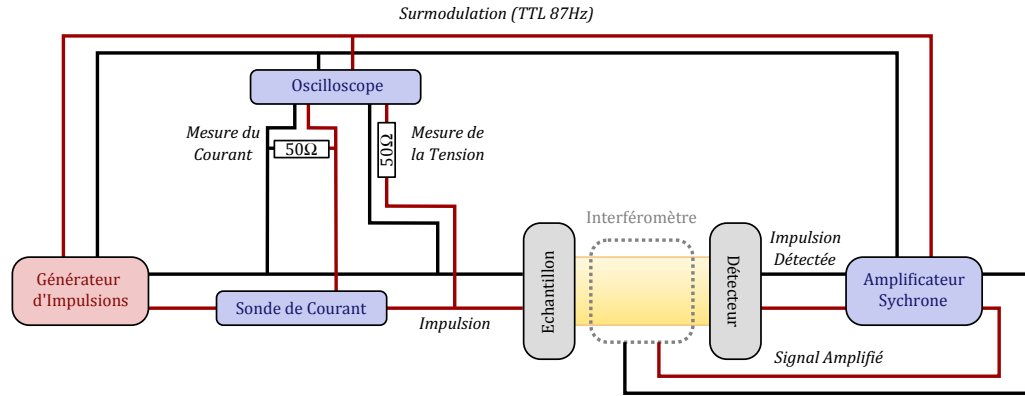 Surmodulation (TTL 87Hz)
Oscilloscope
Mesure du
Courant
50Ω
50Ω
Mesure de
la Tension
Interféromètre
Générateur
d'Impulsions
Sonde de Courant
Impulsion
Echantillon
Détecteur
Impulsion
Détectée
Amplificateur
Sychrone
Signal Amplifié